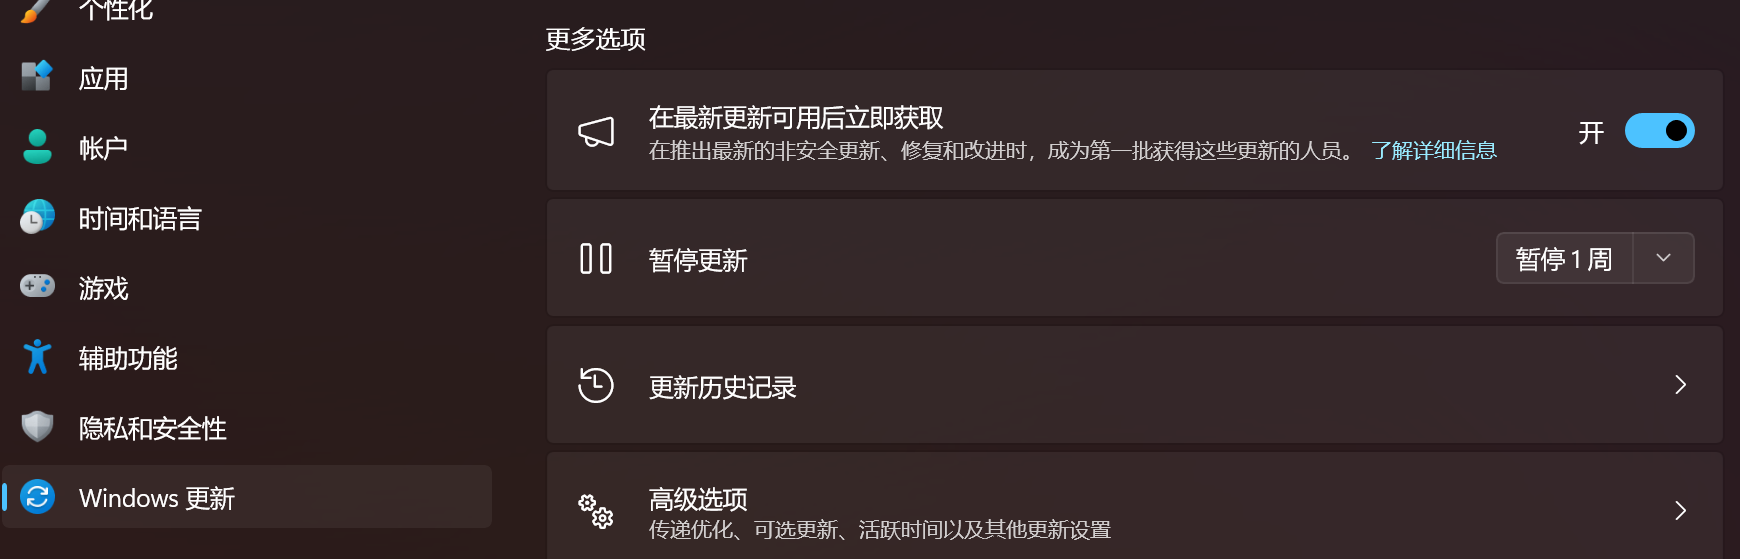 个性化
应用
帐户
时间和语言
游戏
辅助功能
隐私和安全性
Windows 更新
更多选项
在最新更新可用后立即获取
在推出最新的非安全更新、修复和改进时，成为第一批获得这些更新的人员。 了解详细信息
开
暂停更新
暂停 1 周
更新历史记录
高级选项
传递优化、可选更新、活跃时间以及其他更新设置